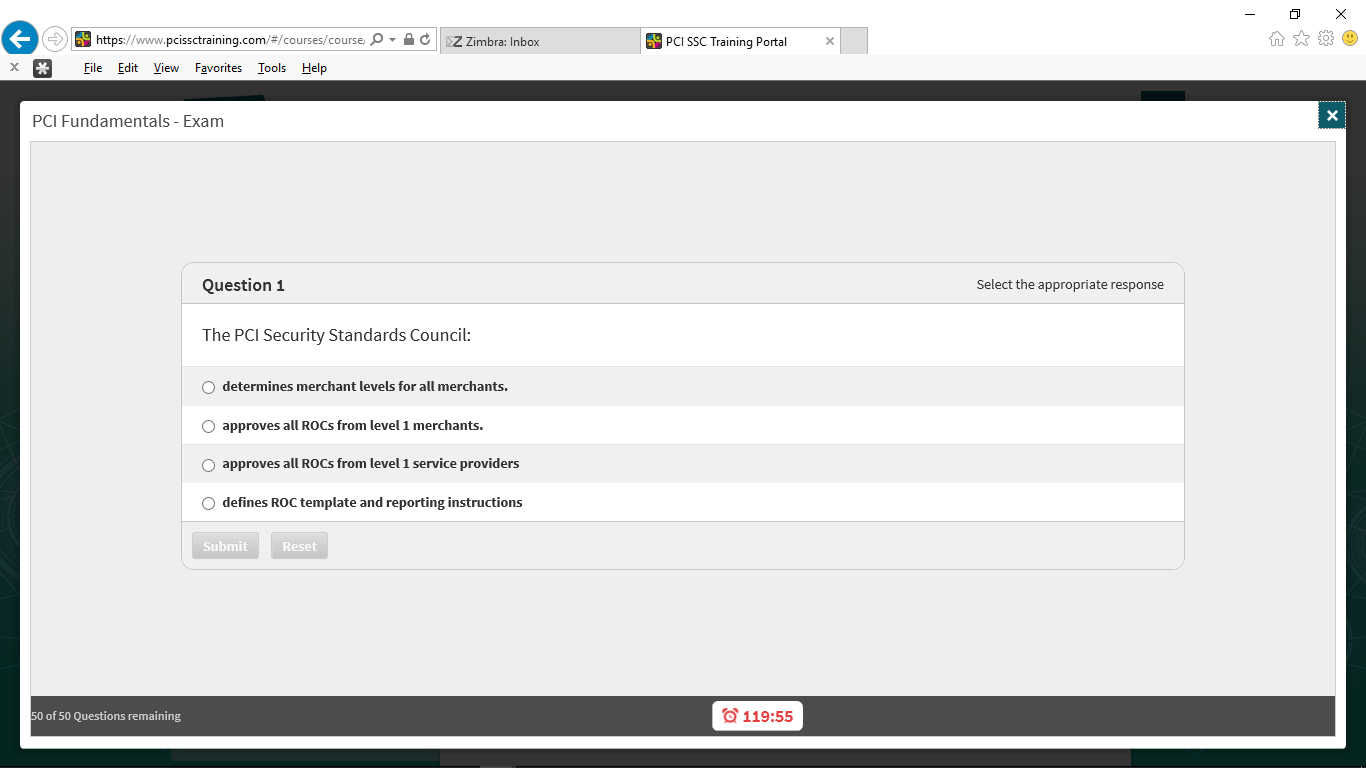 https://www.pcissctraining.com/#/courses/course,
Zimbra: Inbox
PCI SSC Training Portal
File Edit View Favorites Tools Help
PCI Fundamentals - Exam
Question 1
Select the appropriate response
The PCI Security Standards Council:
determines merchant levels for all merchants.
approves all ROCs from level 1 merchants.
approves all ROCs from level 1 service providers
defines ROC template and reporting instructions
Submit Reset
50 of 50 Questions remaining
119:55